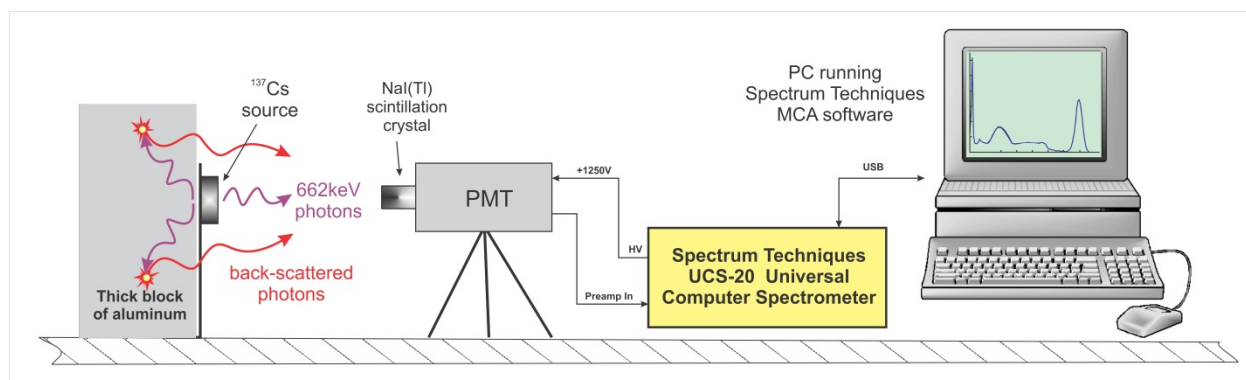 ¹³⁷Cs
source
NaI(Tl)
scintillation
crystal
PC running
Spectrum Techniques
MCA software
662keV
photons
PMT
+1250V
USB
HV
Spectrum Techniques
UCS-20 Universal
Computer Spectrometer
Preamp In
back-scattered
photons
Thick block
of aluminum